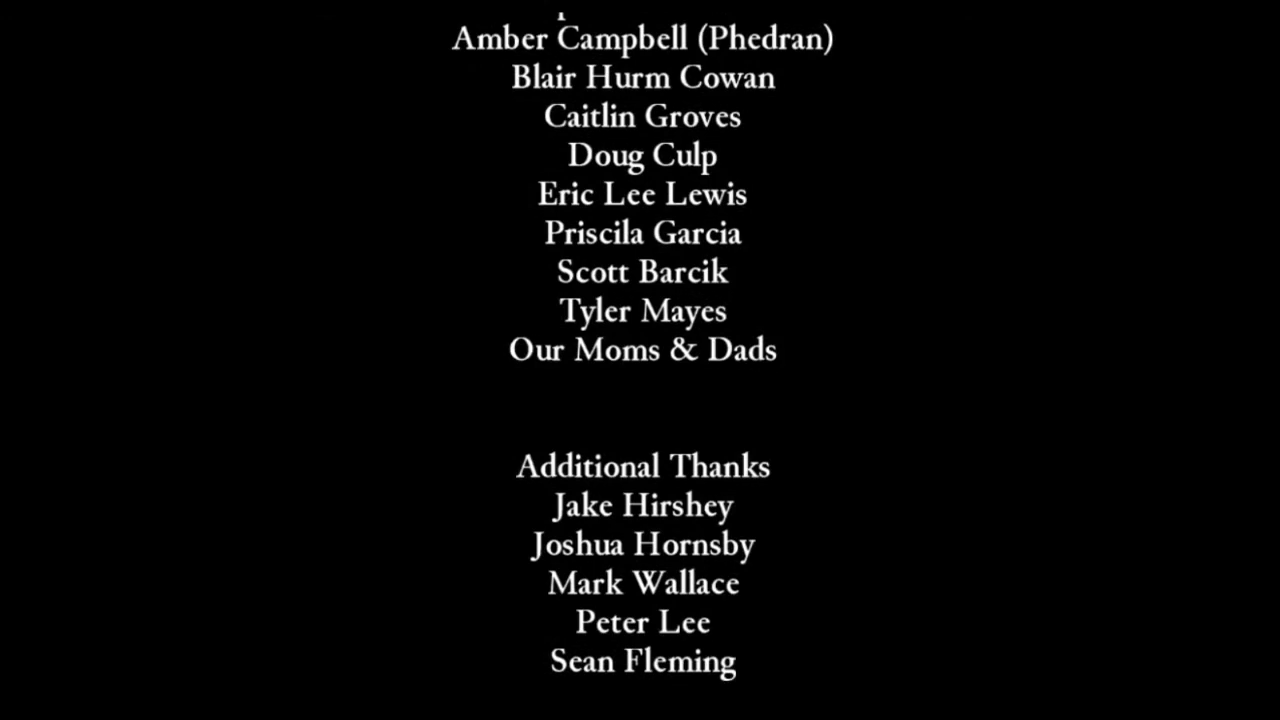 Amber Campbell (Phedran)
Blair Hurm Cowan
Caitlin Groves
Doug Culp
Eric Lee Lewis
Priscila Garcia
Scott Barcik
Tyler Mayes
Our Moms & Dads
Additional Thanks
Jake Hirshey
Joshua Hornsby
Mark Wallace
Peter Lee
Sean Fleming